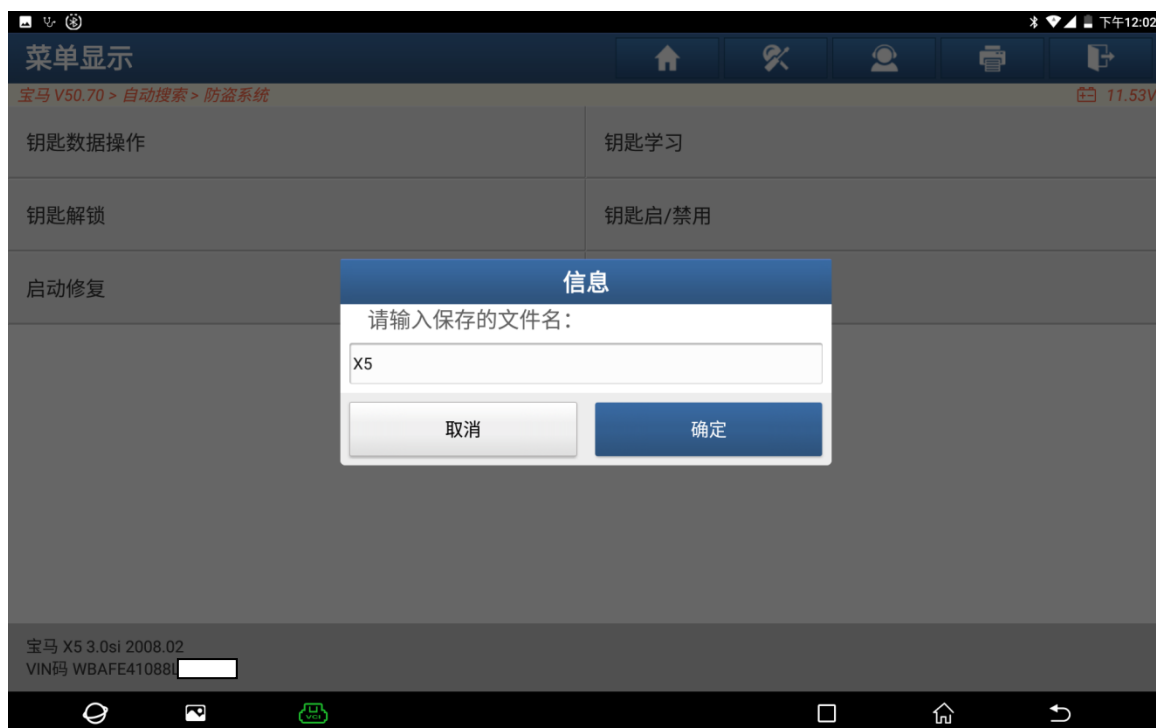 下午12:02
菜单显示
宝马 V50.70 > 自动搜索 > 防盗系统
11.53V
钥匙数据操作
钥匙学习
钥匙解锁
钥匙启/禁用
启动修复
信息
请输入保存的文件名：
X5
取消
确定
宝马 X5 3.0si 2008.02
VIN码 WBAFE41088L
VCI